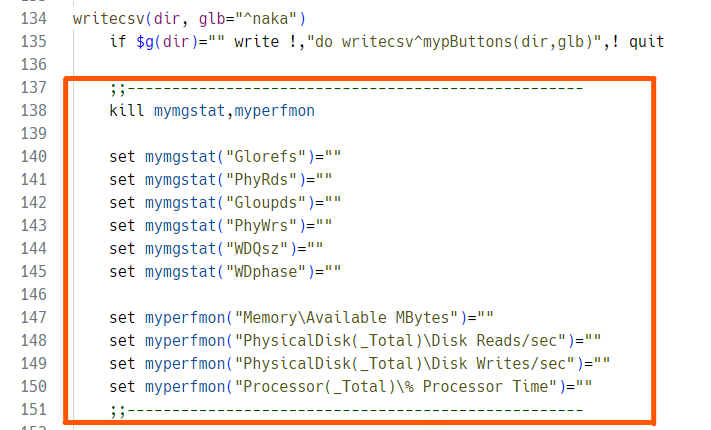 134 writecsv(dir, glb="^naka")
135 if $g(dir)="" write !,"do writecsv^mypButtons(dir,glb)",! quit
136
137 ;;---------------------------------------------------
138 kill mymgstat,myperfmon
139
140 set mymgstat("Glorefs")=""
141 set mymgstat("PhyRds")=""
142 set mymgstat("Gloupds")=""
143 set mymgstat("PhyWrs")=""
144 set mymgstat("WDQsz")=""
145 set mymgstat("WDphase")=""
146
147 set myperfmon("Memory\Available MBytes")=""
148 set myperfmon("PhysicalDisk(_Total)\Disk Reads/sec")=""
149 set myperfmon("PhysicalDisk(_Total)\Disk Writes/sec")=""
150 set myperfmon("Processor(_Total)\% Processor Time")=""
151 ;;---------------------------------------------------